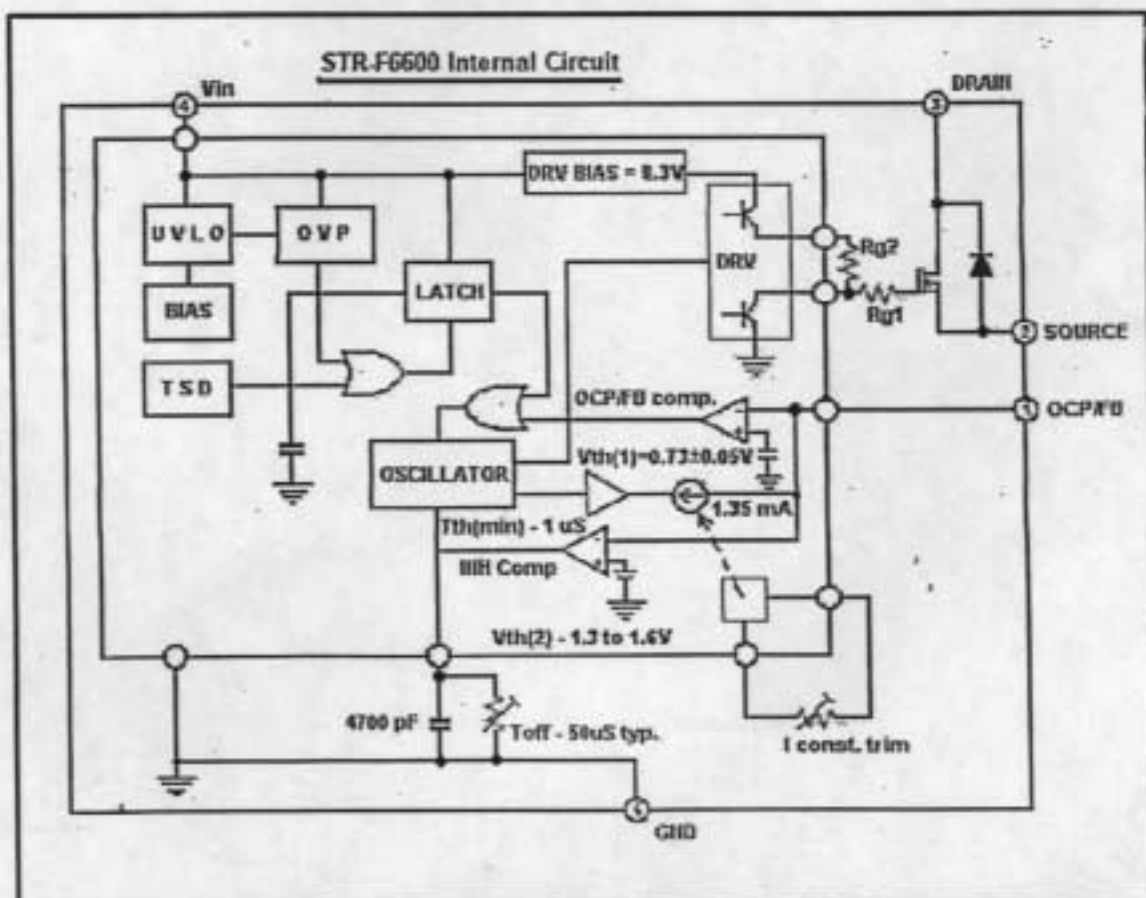 STR-F6600 Internal Circuit
Vin
4
DRAIN
3
DRV BIAS = 8.3V
UVLO
OVP
DRV
Rg2
LATCH
BIAS
Rg1
2
SOURCE
TSD
OCP/FB comp.
1
OCP/FB
Vth(1)=0.73±0.05V
OSCILLATOR
1.35 mA
Tth(min) - 1 uS
INH Comp
Vth(2) - 1.3 to 1.6V
4700 pF
Toff - 50uS typ.
I const. trim
5
GND